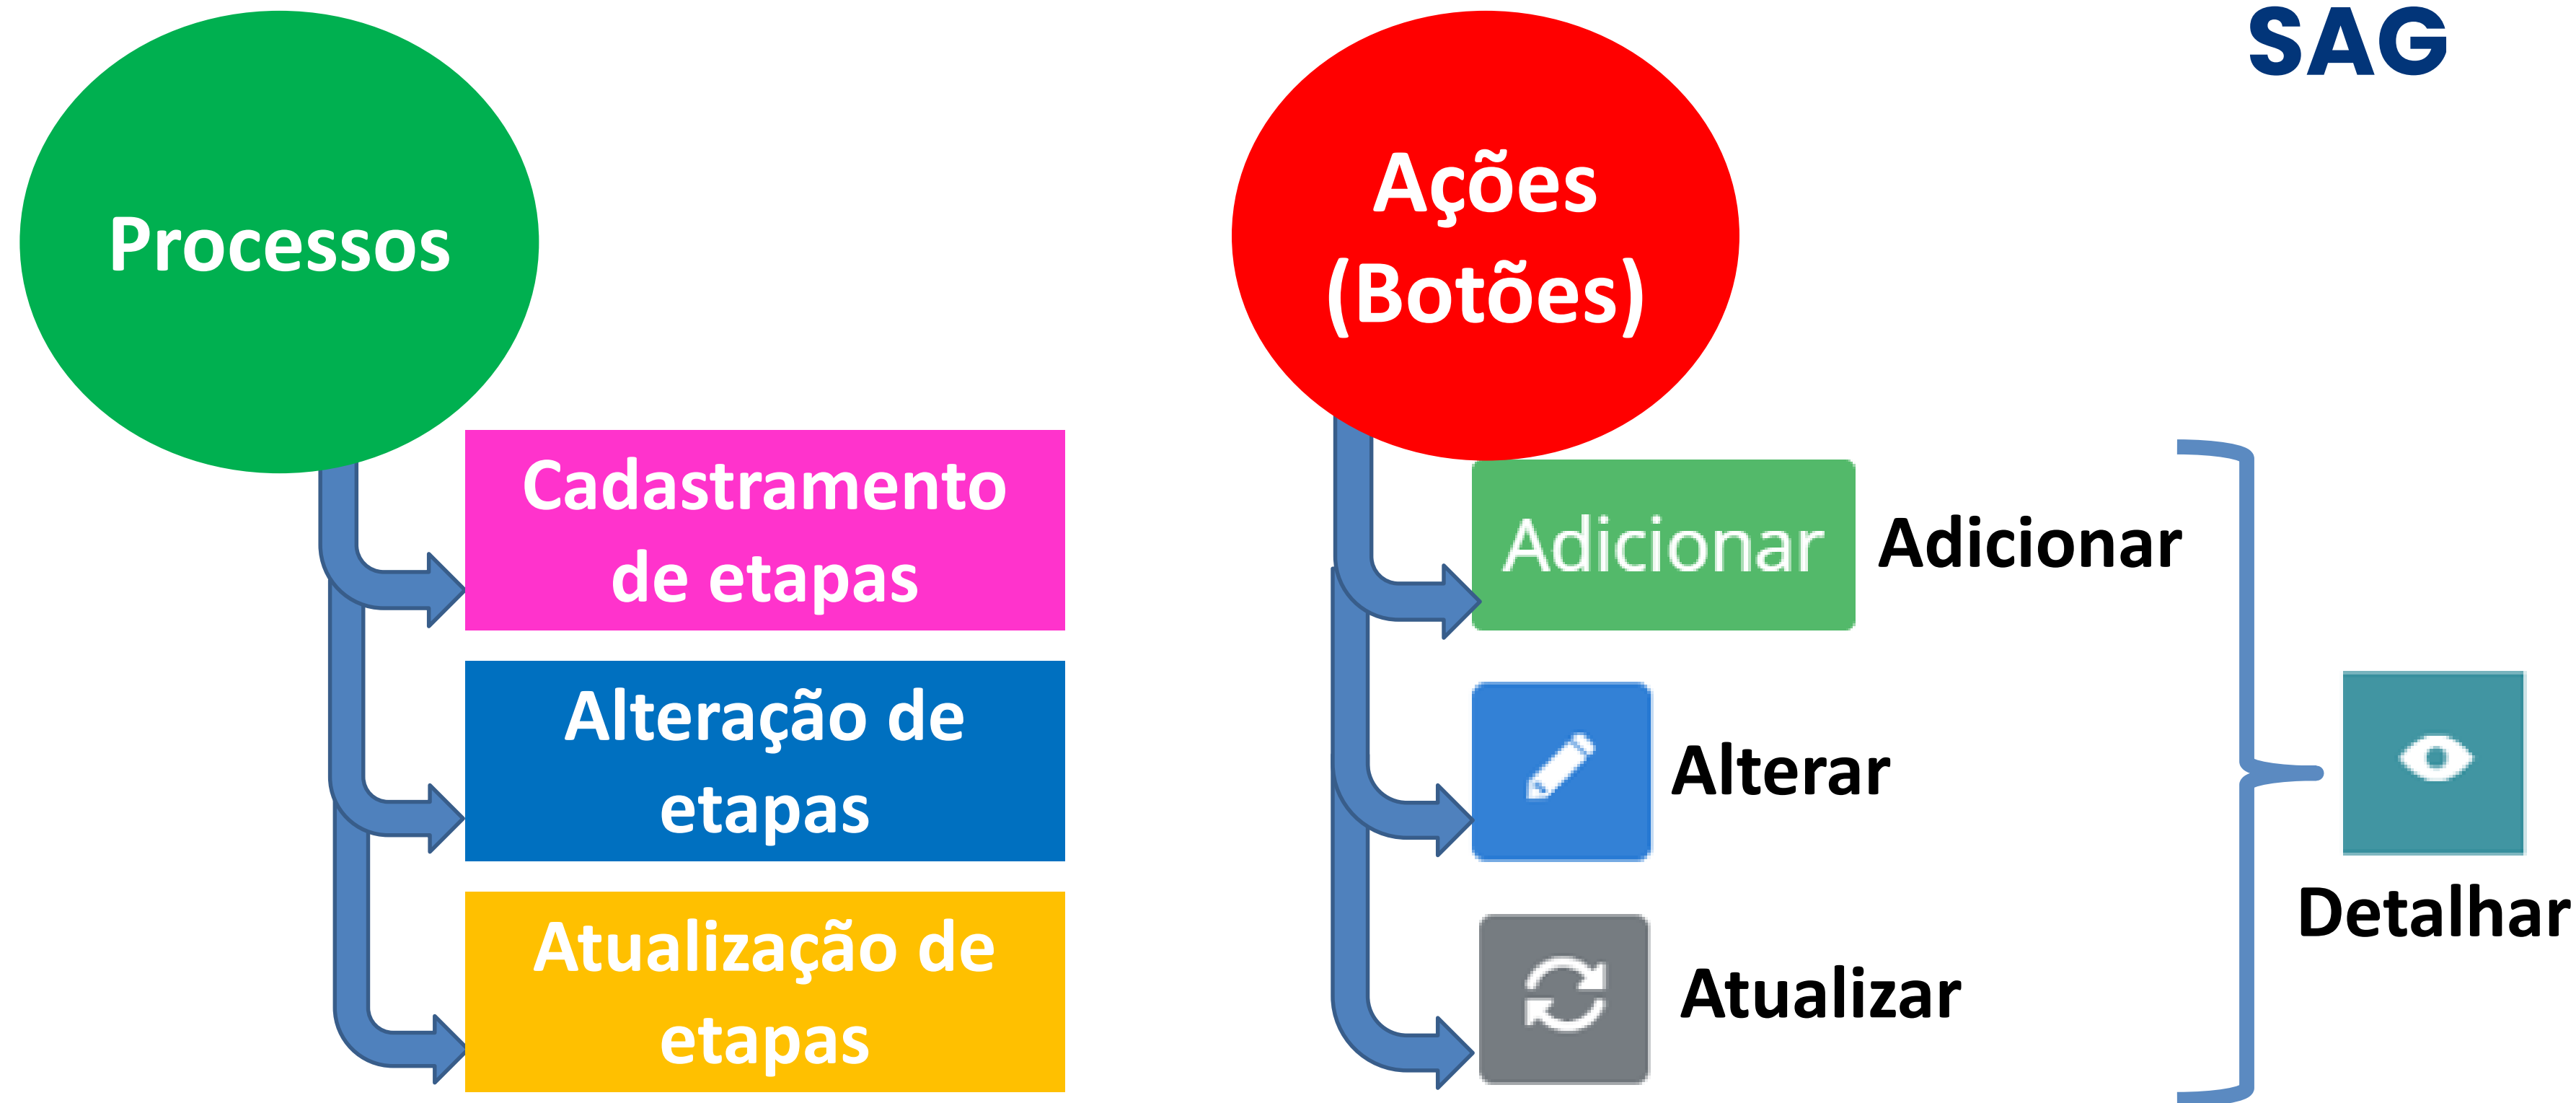 SAG
Processos
Cadastramento
de etapas
Alteração de
etapas
Atualização de
etapas
Ações
(Botões)
Adicionar
Adicionar
Alterar
Atualizar
Detalhar